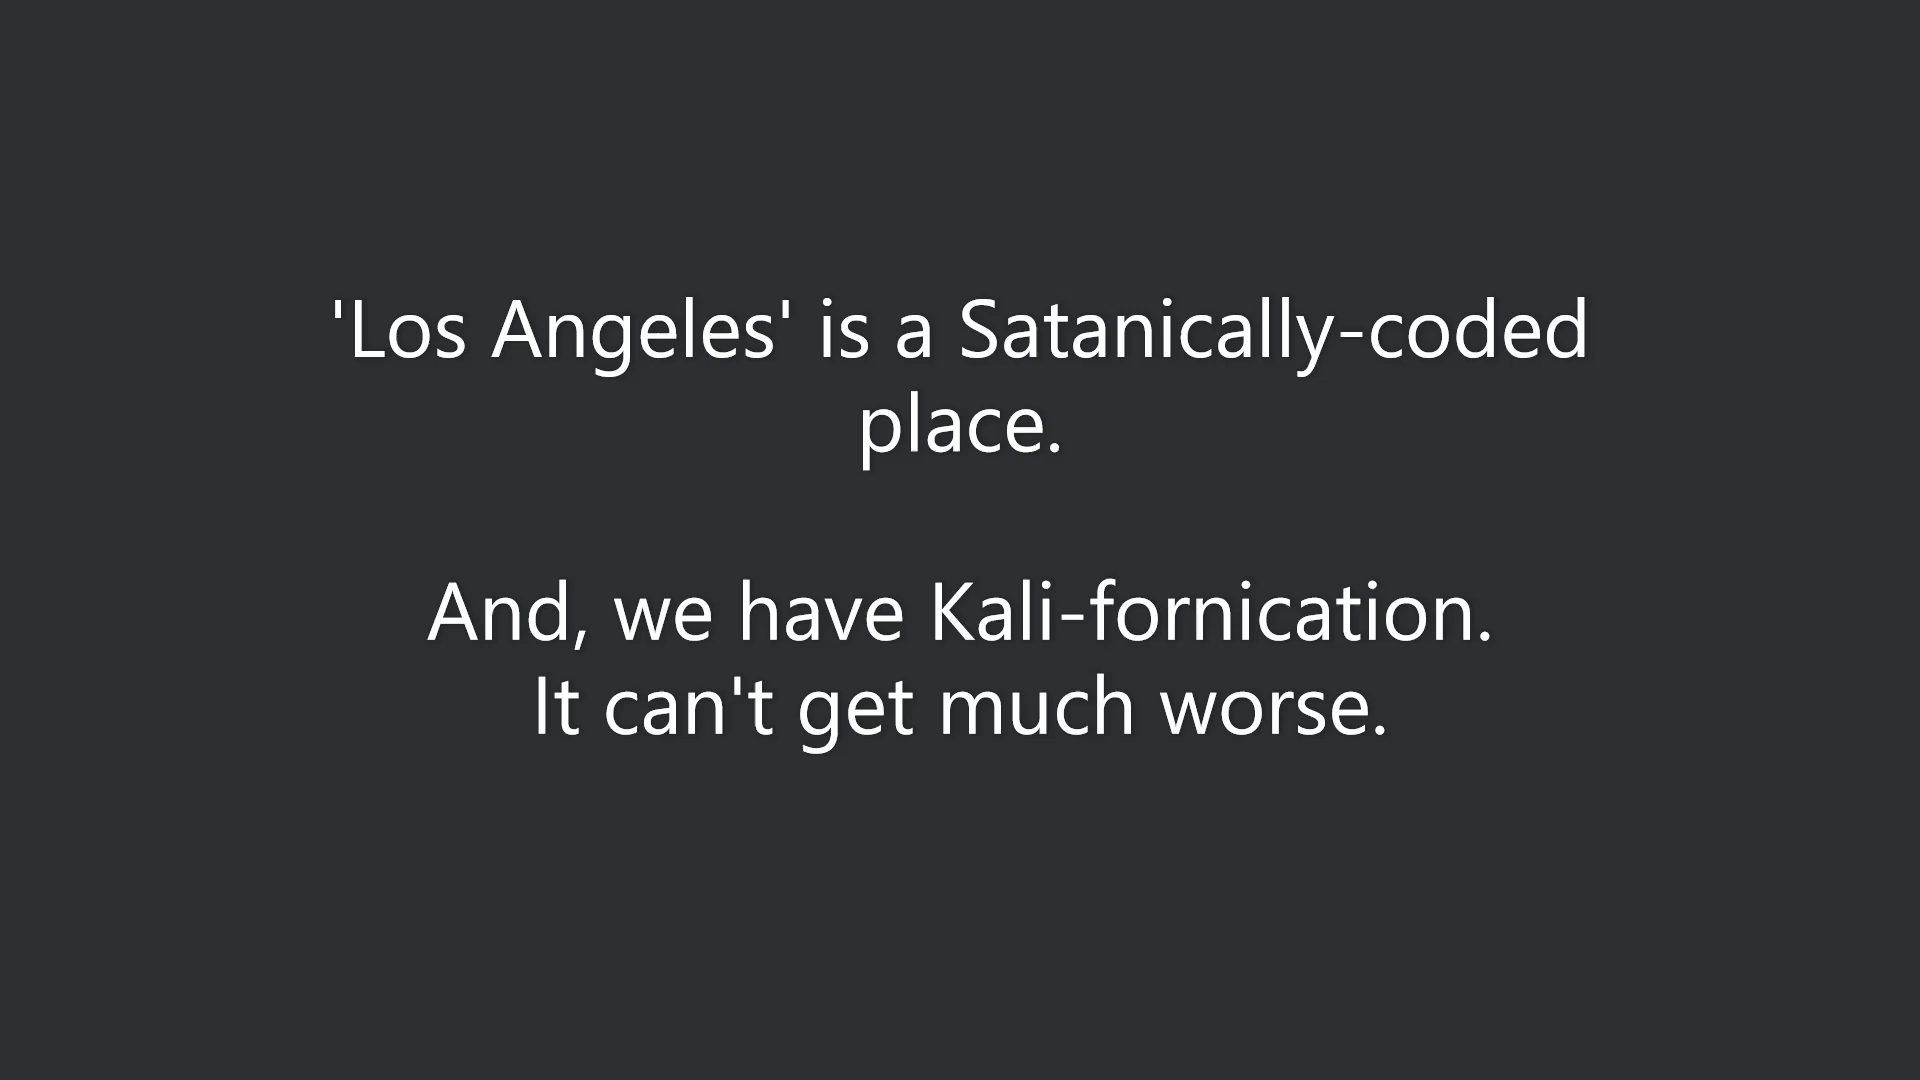 'Los Angeles' is a Satanically-coded
place.
And, we have Kali-fornication.
It can't get much worse.